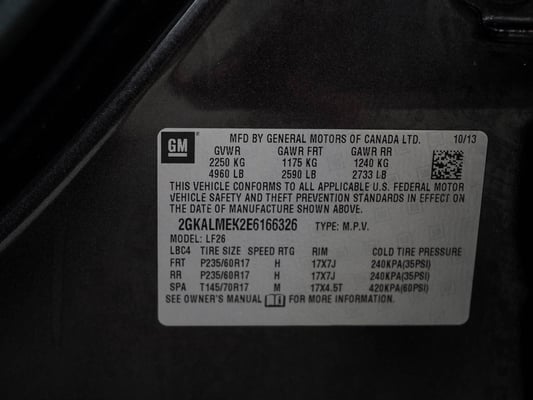 GM
MFD BY GENERAL MOTORS OF CANADA LTD. 10/13
GVWR GAWR FRT GAWR RR
2250 KG 1175 KG 1240 KG
4960 LB 2590 LB 2733 LB
THIS VEHICLE CONFORMS TO ALL APPLICABLE U.S. FEDERAL MOTOR
VEHICLE SAFETY AND THEFT PREVENTION STANDARDS IN EFFECT ON
THE DATE OF MANUFACTURE SHOWN ABOVE.
2GKALMEK2E6166326 TYPE: M.P.V.
MODEL: LF26
LBC4 TIRE SIZE SPEED RTG RIM COLD TIRE PRESSURE
FRT P235/60R17 H 17X7J 240KPA(35PSI)
RR P235/60R17 H 17X7J 240KPA(35PSI)
SPA T145/70R17 M 17X4.5T 420KPA(60PSI)
SEE OWNER'S MANUAL FOR MORE INFORMATION.